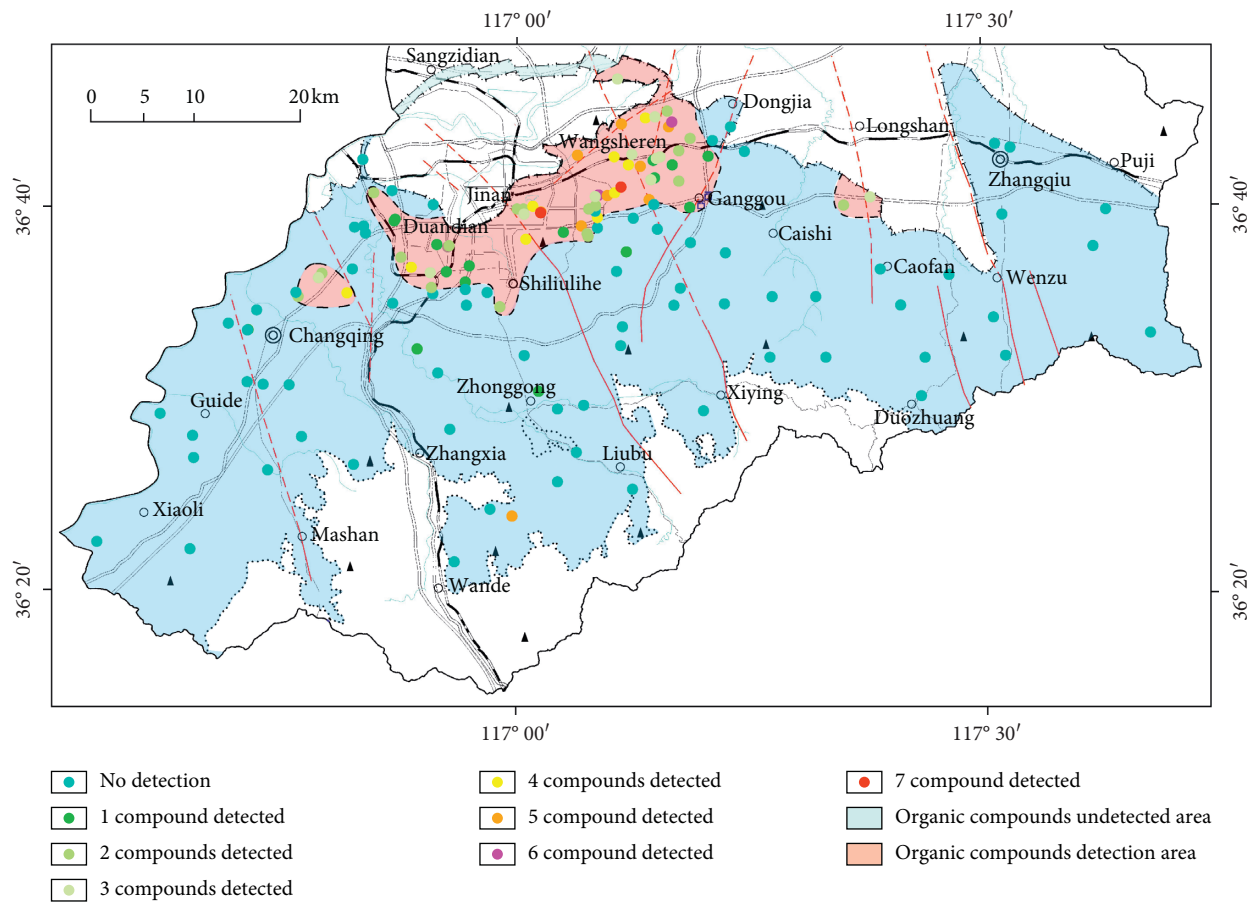 117° 00′
117° 30′
Sangzidian
0
5
10
20 km
Dongjia
Longshan
Wangsheren
Puji
Zhangqiu
36° 40′
36° 40′
Jinan
Ganggou
Duandian
Caishi
Caofan
Wenzu
Shiliulihe
Changqing
Zhonggong
Xiying
Guide
Duozhuang
Zhangxia
Liubu
Xiaoli
Mashan
36° 20′
Wande
36° 20′
117° 00′
117° 30′
No detection
1 compound detected
2 compounds detected
3 compounds detected
4 compounds detected
5 compound detected
6 compound detected
7 compound detected
Organic compounds undetected area
Organic compounds detection area